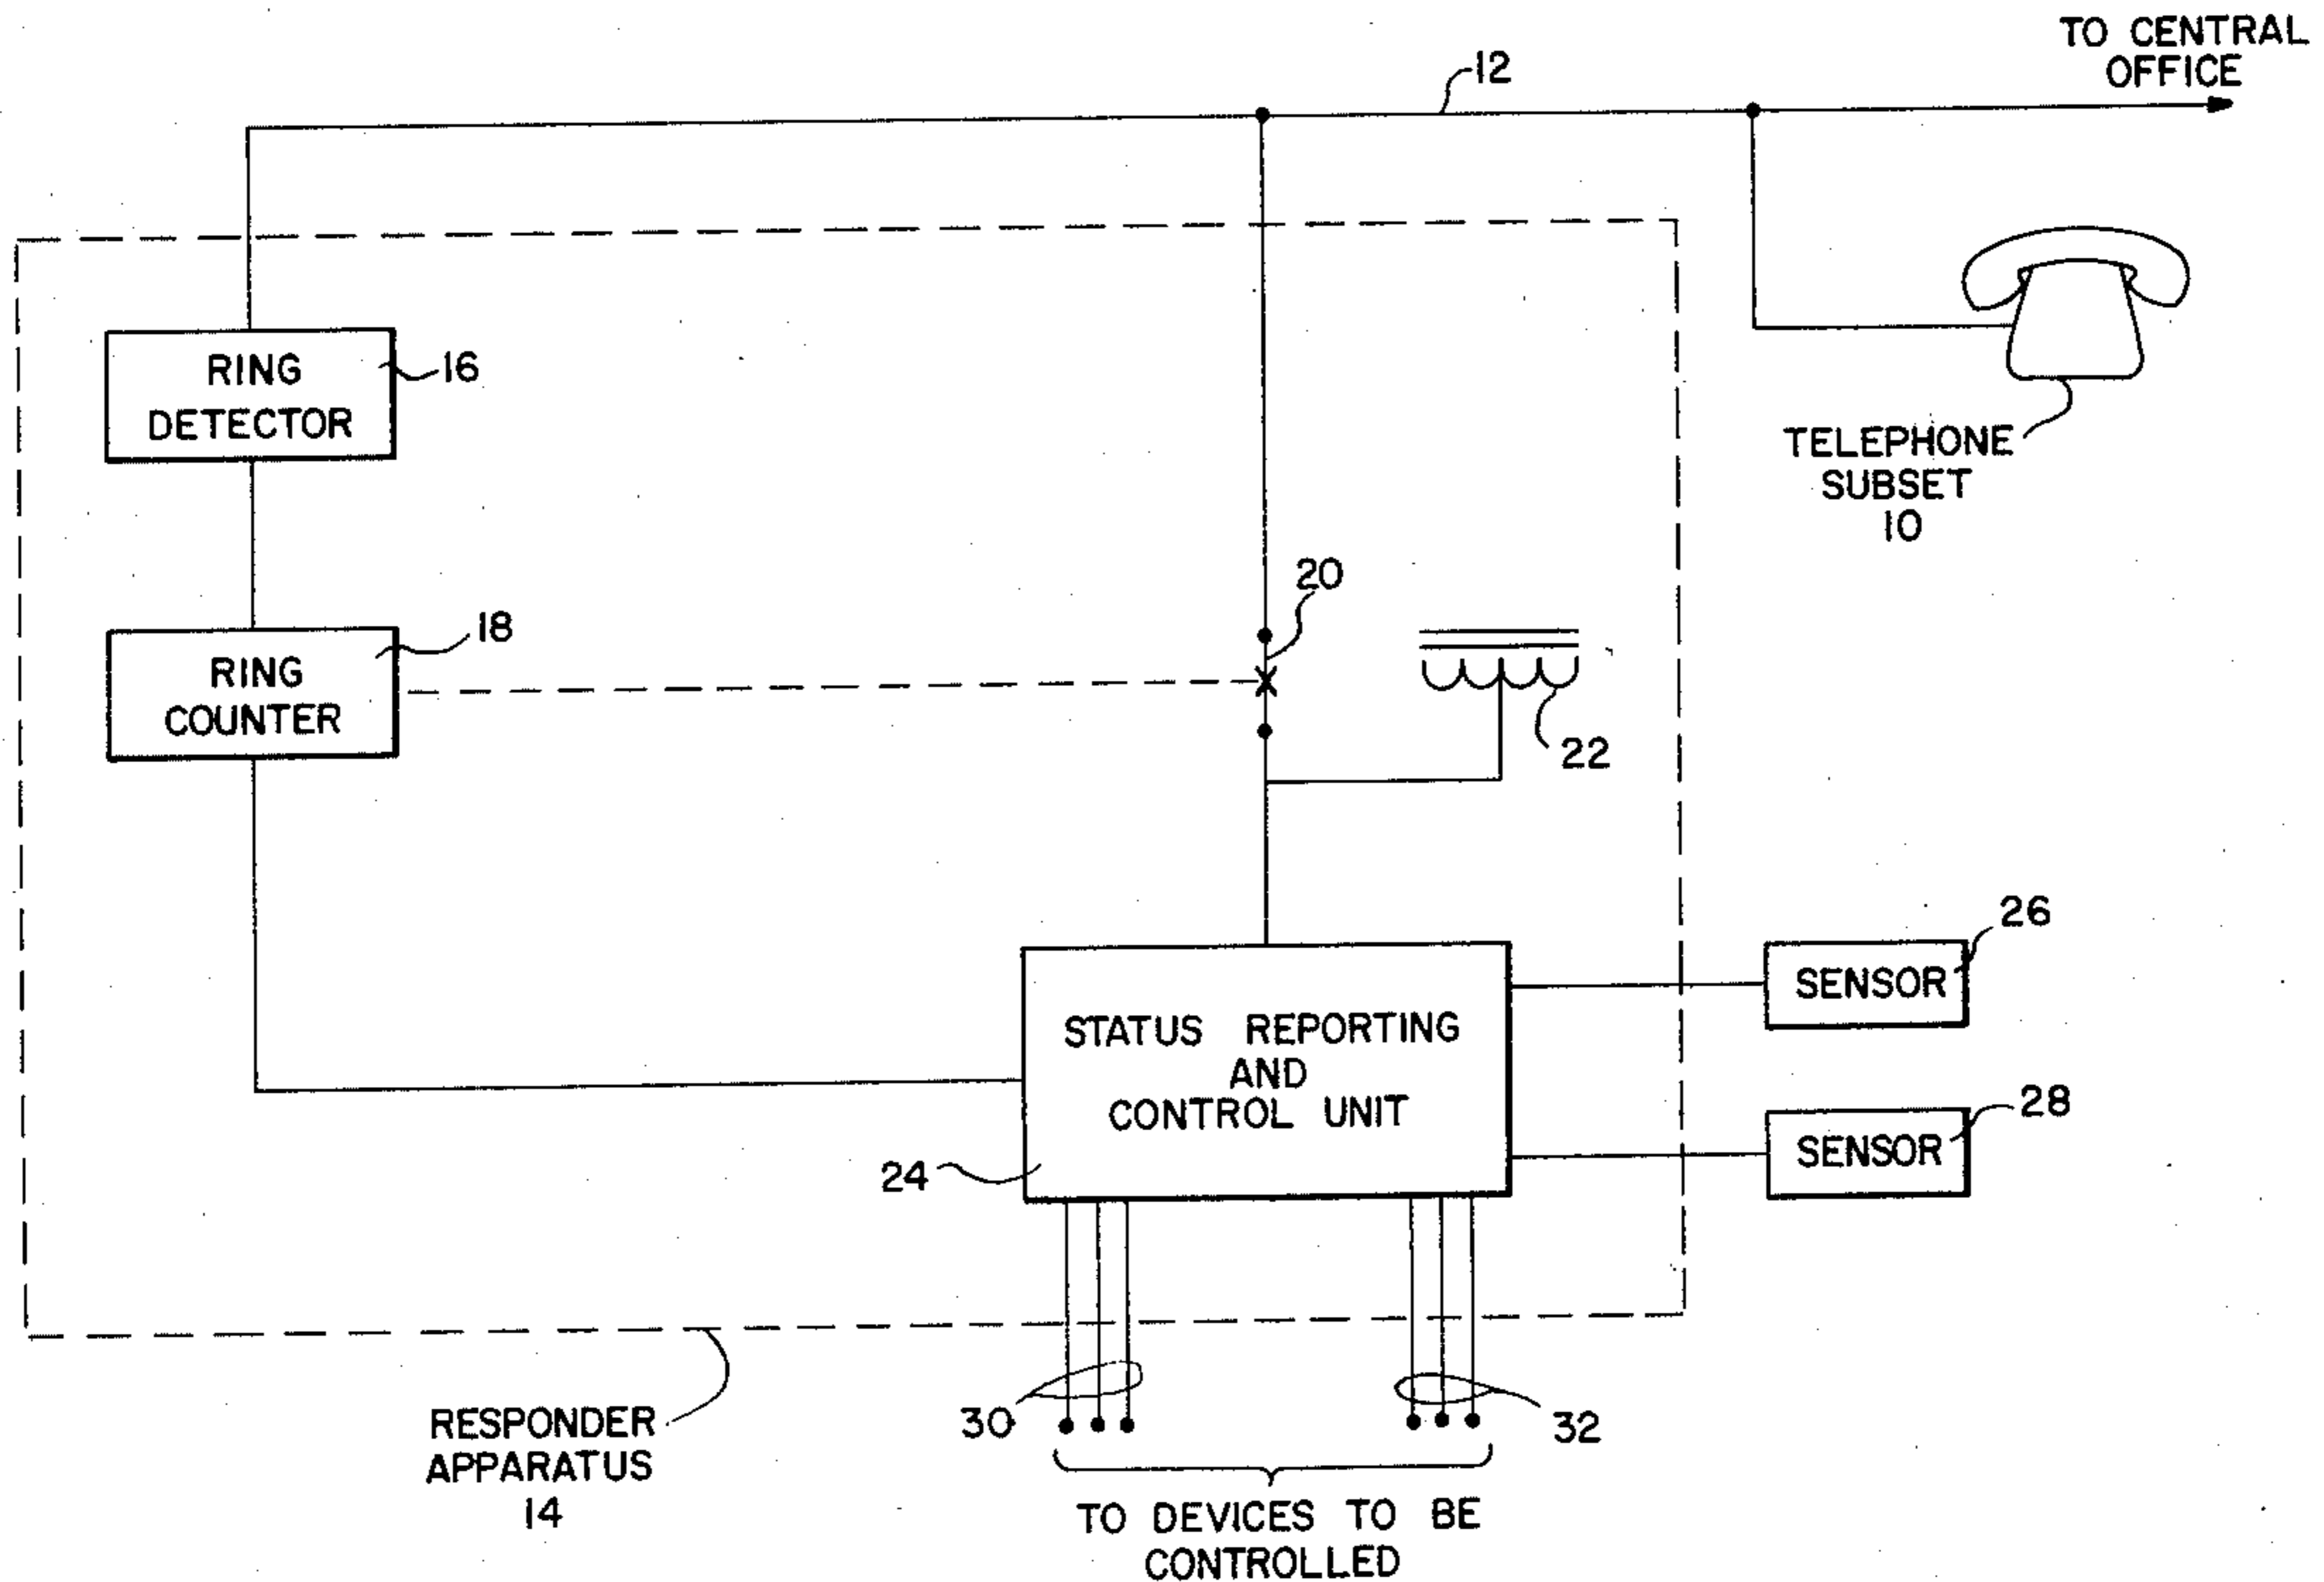 TO CENTRAL
OFFICE
12
RING
DETECTOR
16
TELEPHONE
SUBSET
10
20
18
RING
COUNTER
22
26
SENSOR
STATUS REPORTING
AND
CONTROL UNIT
24
28
SENSOR
30
32
RESPONDER
APPARATUS
14
TO DEVICES TO BE
CONTROLLED